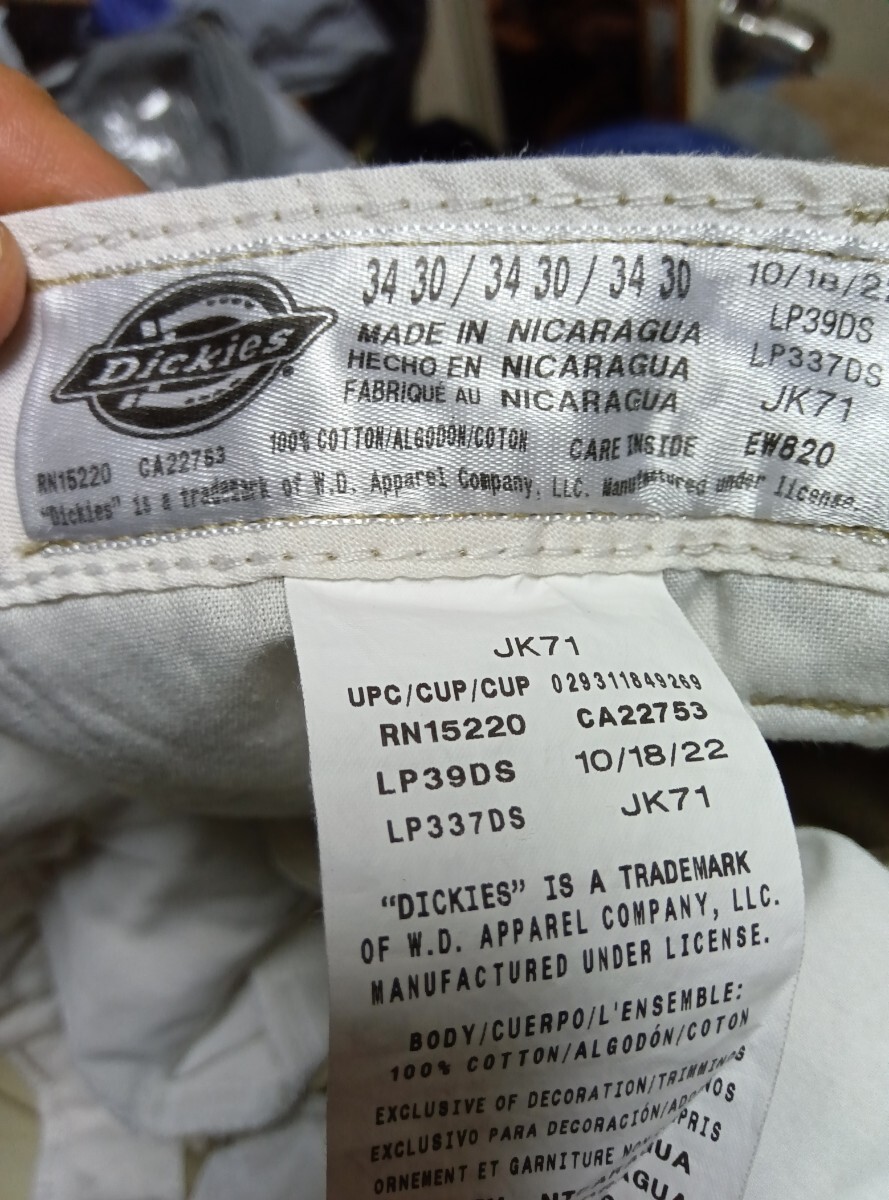 Dickies
34 30 / 34 30 / 34 30
MADE IN NICARAGUA
HECHO EN NICARAGUA
FABRIQUÉ AU NICARAGUA
10/18/2
LP39DS
LP337DS
JK71
RN15220 CA22753 100% COTTON/ALGODÓN/COTON CARE INSIDE EW820
"Dickies" is a trademark of W.D. Apparel Company, LLC. Manufactured under license.
JK71
UPC/CUP/CUP 029311849269
RN15220 CA22753
LP39DS 10/18/22
LP337DS JK71
“DICKIES” IS A TRADEMARK
OF W.D. APPAREL COMPANY, LLC.
MANUFACTURED UNDER LICENSE.
BODY/CUERPO/L'ENSEMBLE:
100% COTTON/ALGODÓN/COTON
EXCLUSIVE OF DECORATION/TRIMMINGS
EXCLUSIVO PARA DECORACIÓN/ADORNOS
ORNEMENT ET GARNITURE PRIS